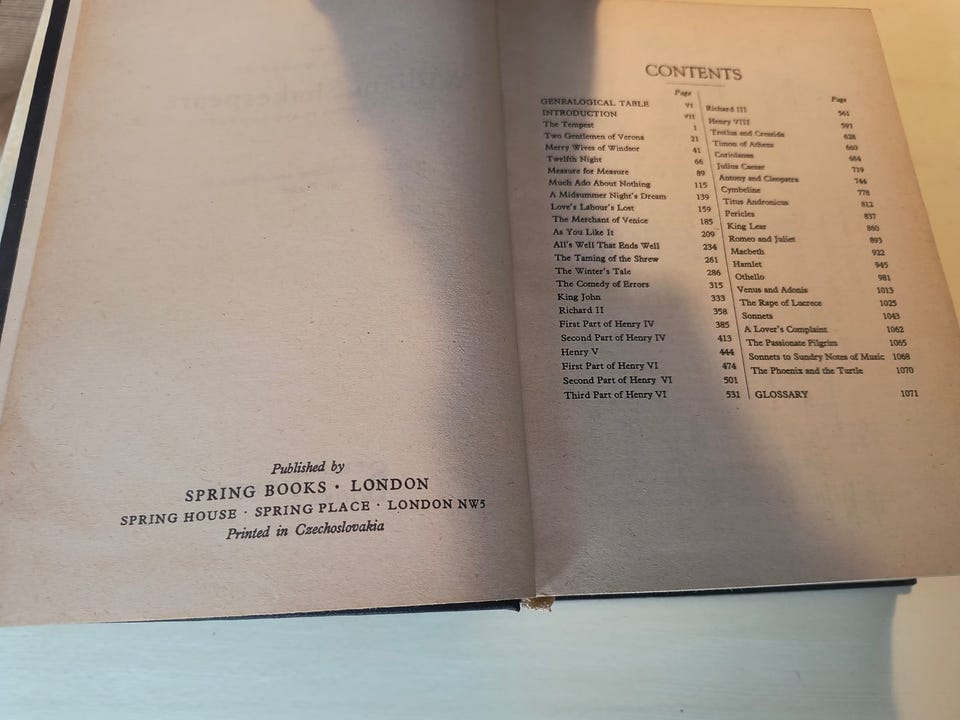 Published by
SPRING BOOKS · LONDON
SPRING HOUSE · SPRING PLACE · LONDON NW5
Printed in Czechoslovakia
CONTENTS
Page
GENEALOGICAL TABLE VI
INTRODUCTION VII
The Tempest 1
Two Gentlemen of Verona 21
Merry Wives of Windsor 41
Twelfth Night 66
Measure for Measure 89
Much Ado About Nothing 115
A Midsummer Night's Dream 139
Love's Labour's Lost 159
The Merchant of Venice 185
As You Like It 209
All's Well That Ends Well 234
The Taming of the Shrew 261
The Winter's Tale 286
The Comedy of Errors 315
King John 333
Richard II 358
First Part of Henry IV 385
Second Part of Henry IV 413
Henry V 444
First Part of Henry VI 474
Second Part of Henry VI 501
Third Part of Henry VI 531
Page
Richard III 561
Henry VIII 597
Troilus and Cressida 628
Timon of Athens 660
Coriolanus 684
Julius Caesar 719
Antony and Cleopatra 744
Cymbeline 778
Titus Andronicus 812
Pericles 837
King Lear 860
Romeo and Juliet 893
Macbeth 922
Hamlet 945
Othello 981
Venus and Adonis 1013
The Rape of Lucrece 1025
Sonnets 1043
A Lover's Complaint 1062
The Passionate Pilgrim 1065
Sonnets to Sundry Notes of Music 1068
The Phoenix and the Turtle 1070
GLOSSARY 1071